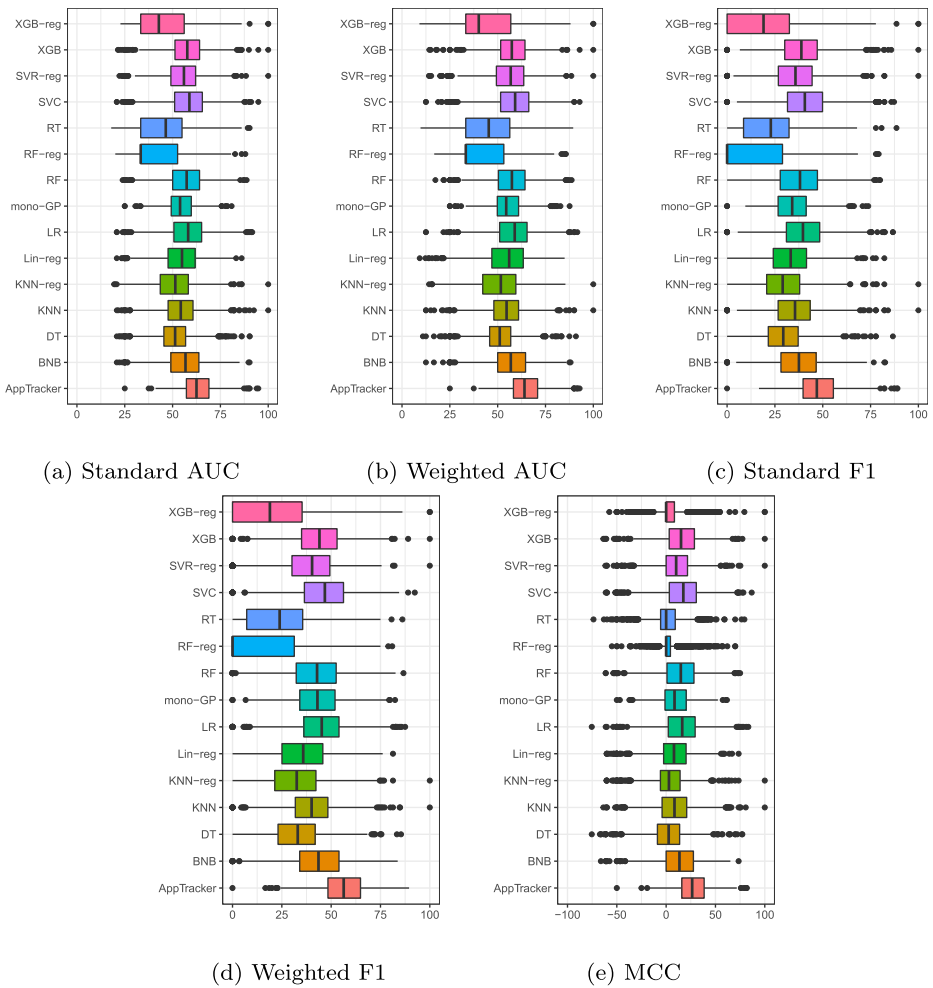 XGB−reg
XGB
SVR−reg
SVC
RT
RF−reg
RF
mono−GP
LR
Lin−reg
KNN−reg
KNN
DT
BNB
AppTracker
0 25 50 75 100
(a) Standard AUC
XGB−reg
XGB
SVR−reg
SVC
RT
RF−reg
RF
mono−GP
LR
Lin−reg
KNN−reg
KNN
DT
BNB
AppTracker
0 25 50 75 100
(b) Weighted AUC
XGB−reg
XGB
SVR−reg
SVC
RT
RF−reg
RF
mono−GP
LR
Lin−reg
KNN−reg
KNN
DT
BNB
AppTracker
0 25 50 75 100
(c) Standard F1
XGB−reg
XGB
SVR−reg
SVC
RT
RF−reg
RF
mono−GP
LR
Lin−reg
KNN−reg
KNN
DT
BNB
AppTracker
0 25 50 75 100
(d) Weighted F1
XGB−reg
XGB
SVR−reg
SVC
RT
RF−reg
RF
mono−GP
LR
Lin−reg
KNN−reg
KNN
DT
BNB
AppTracker
−100 −50 0 50 100
(e) MCC